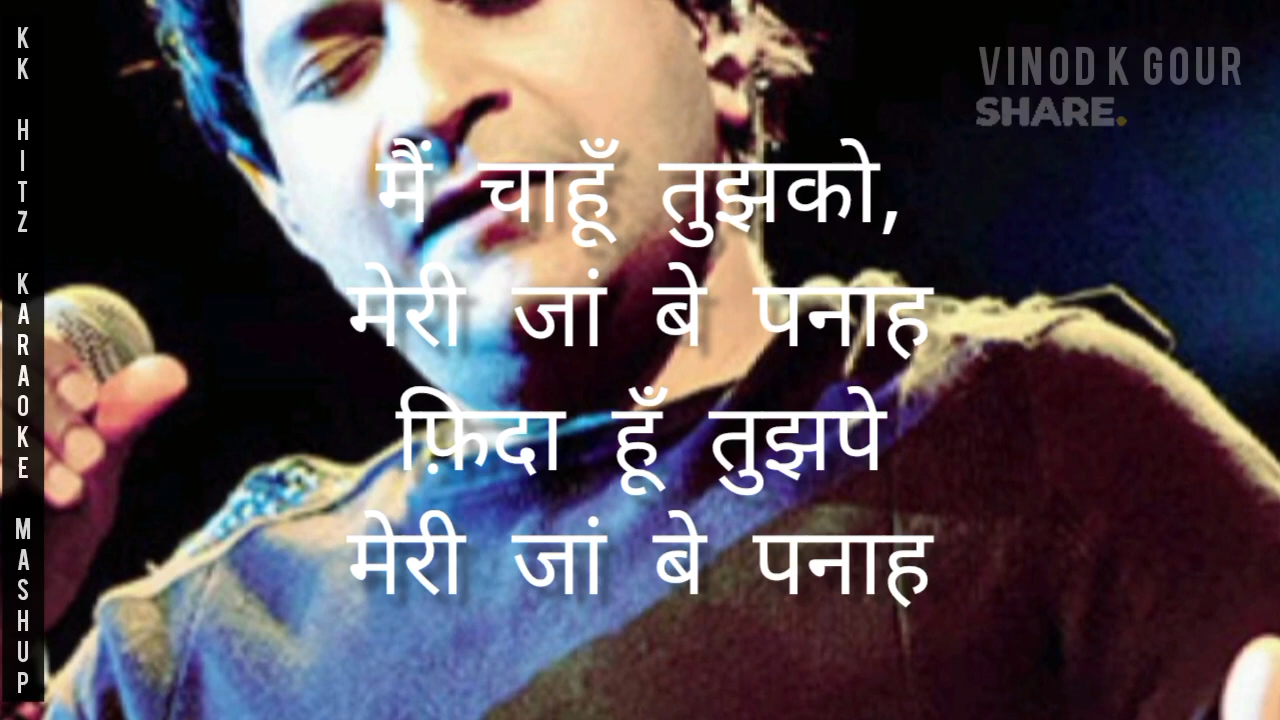 KK HITZ KARAOKE MASHUP
VINOD K GOUR
SHARE.
मैं चाहूँ तुझको,
मेरी जां बे पनाह
फ़िदा हूँ तुझपे
मेरी जां बे पनाह